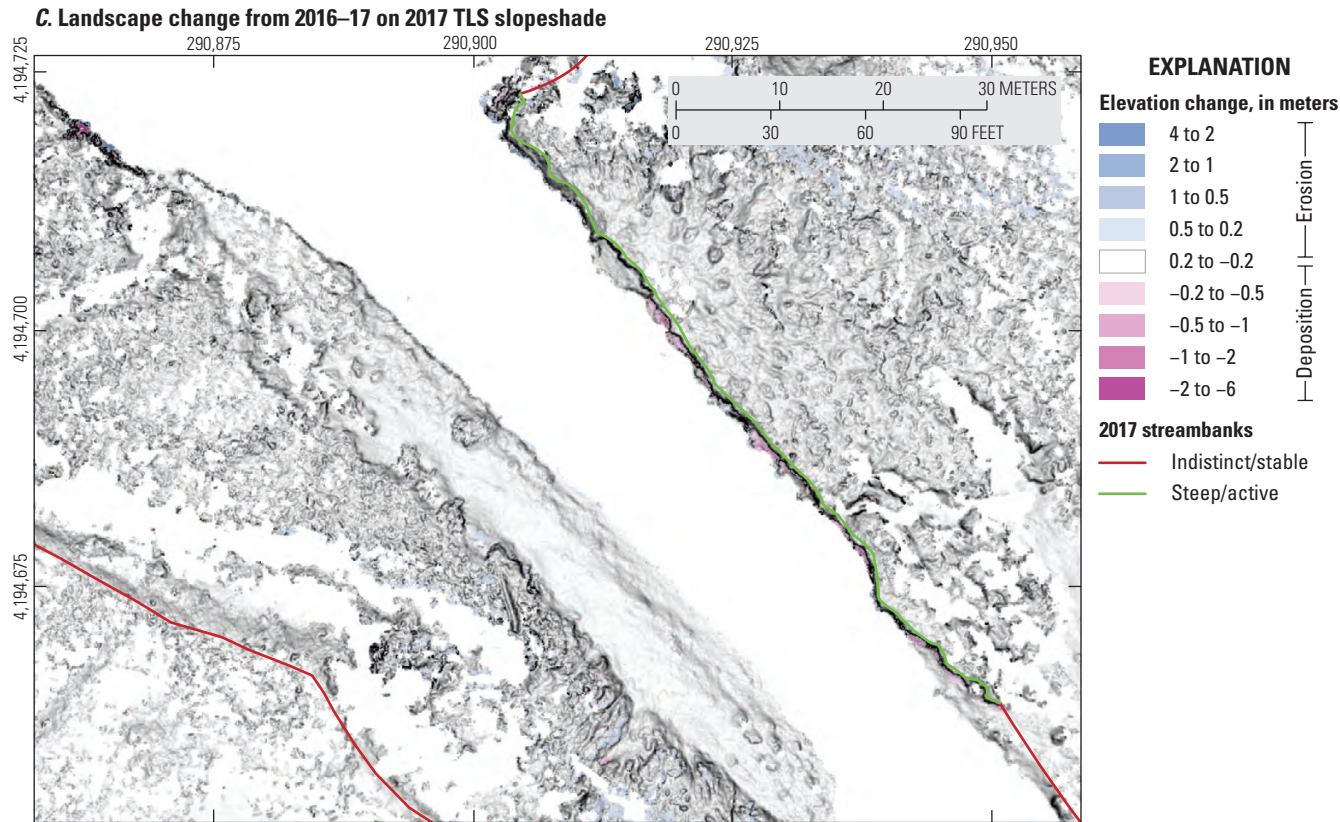 C. Landscape change from 2016–17 on 2017 TLS slopeshade
290,875 290,900 290,925 290,950
4,194,725
4,194,700
4,194,675
0 10 20 30 METERS
0 30 60 90 FEET
EXPLANATION
Elevation change, in meters
4 to 2
2 to 1
1 to 0.5
0.5 to 0.2
0.2 to −0.2
−0.2 to −0.5
−0.5 to −1
−1 to −2
−2 to −6
Erosion
Deposition
2017 streambanks
Indistinct/stable
Steep/active